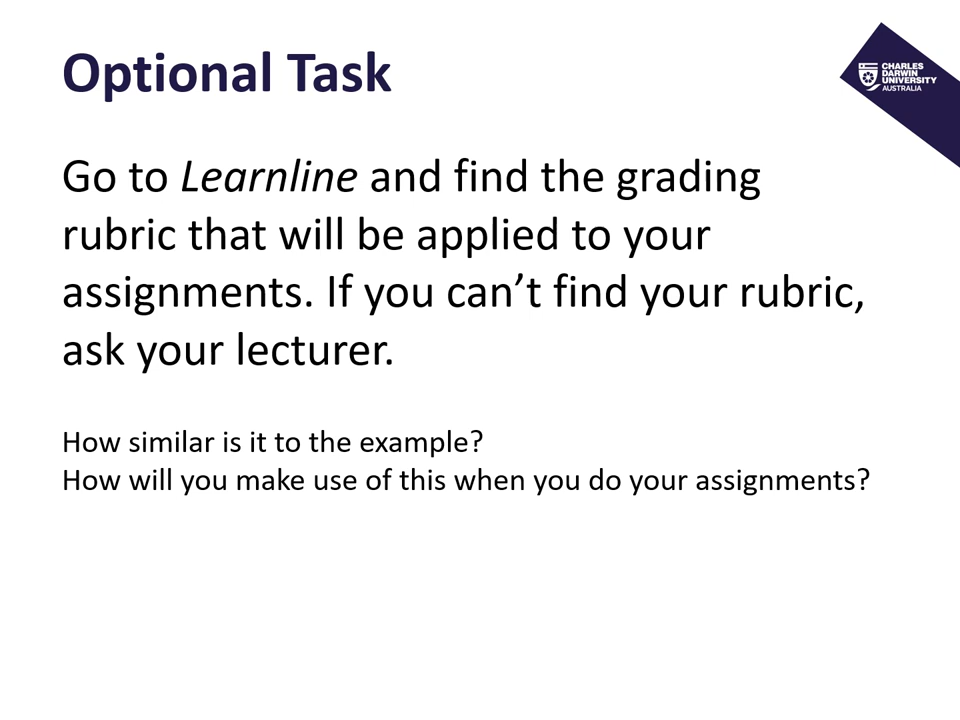 Optional Task
CHARLES
DARWIN
UNIVERSITY
AUSTRALIA
Go to Learnline and find the grading
rubric that will be applied to your
assignments. If you can’t find your rubric,
ask your lecturer.
How similar is it to the example?
How will you make use of this when you do your assignments?